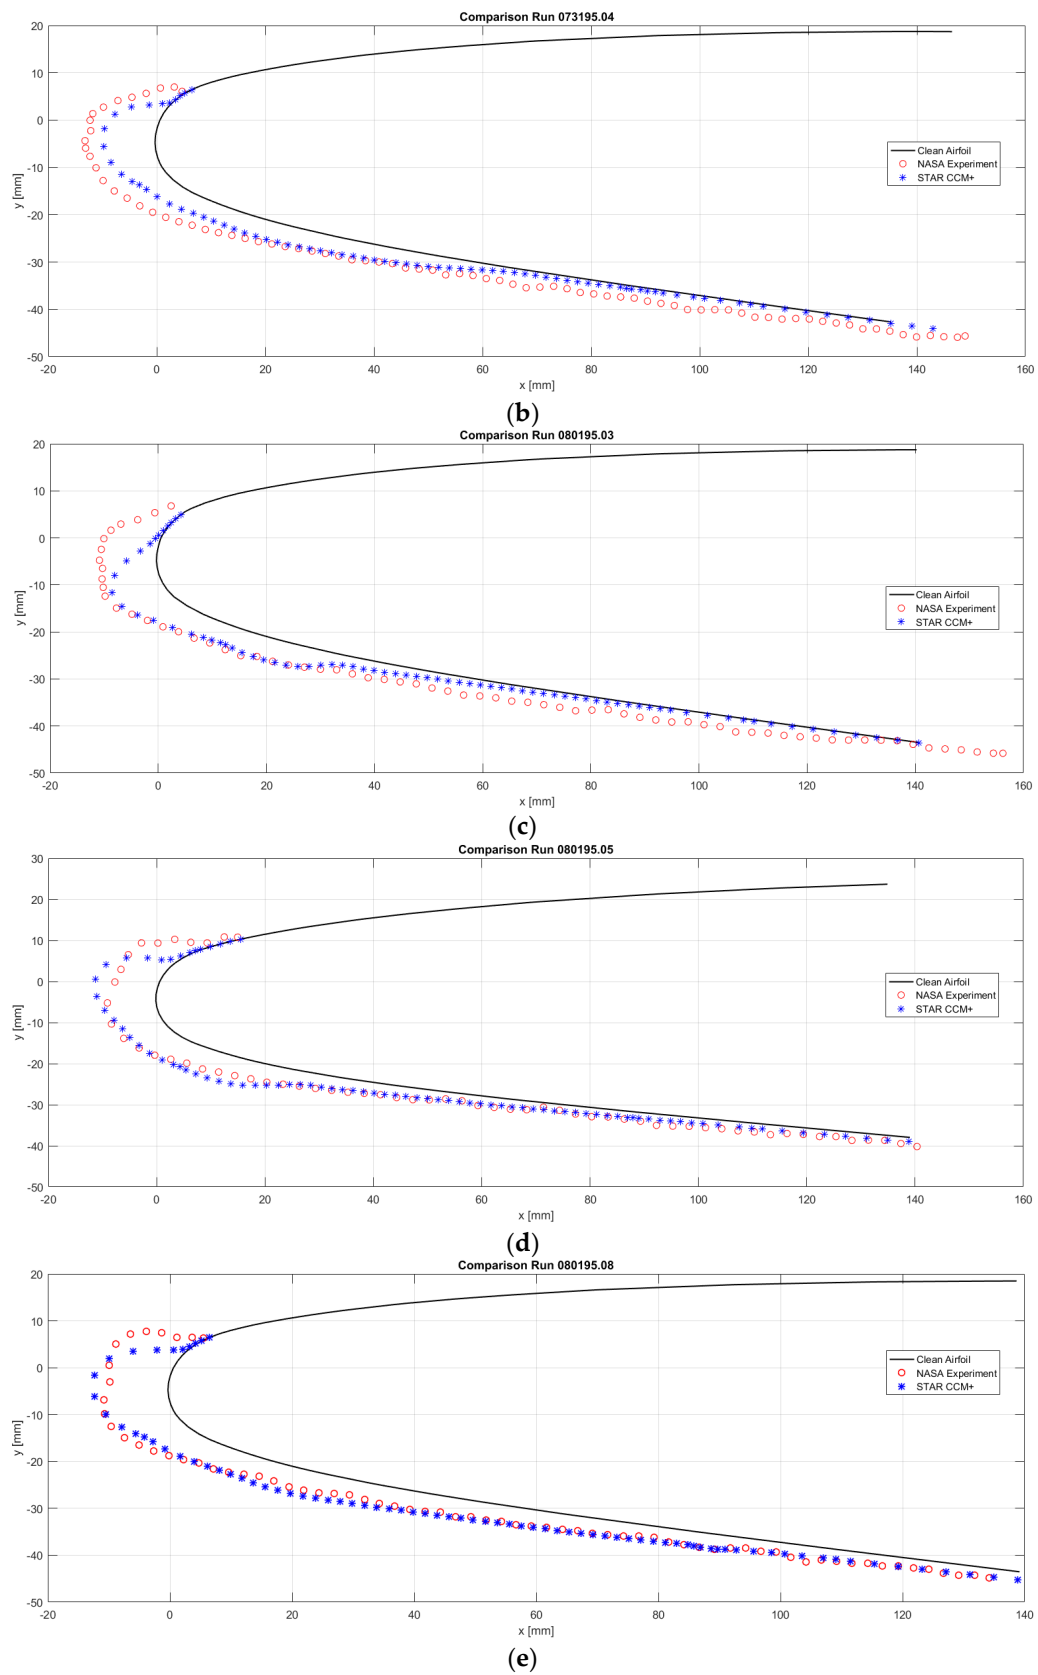 Comparison Run 073195.04
20
10
0
-10
-20
-30
-40
-50
y [mm]
Clean Airfoil
NASA Experiment
STAR CCM+
-20 0 20 40 60 80 100 120 140 160
x [mm]
(b)
Comparison Run 080195.03
20
10
0
-10
-20
-30
-40
-50
y [mm]
Clean Airfoil
NASA Experiment
STAR CCM+
-20 0 20 40 60 80 100 120 140 160
x [mm]
(c)
Comparison Run 080195.05
30
20
10
0
-10
-20
-30
-40
-50
y [mm]
Clean Airfoil
NASA Experiment
STAR CCM+
-20 0 20 40 60 80 100 120 140 160
x [mm]
(d)
Comparison Run 080195.08
20
10
0
-10
-20
-30
-40
-50
y [mm]
Clean Airfoil
NASA Experiment
STAR CCM+
-20 0 20 40 60 80 100 120 140
x [mm]
(e)